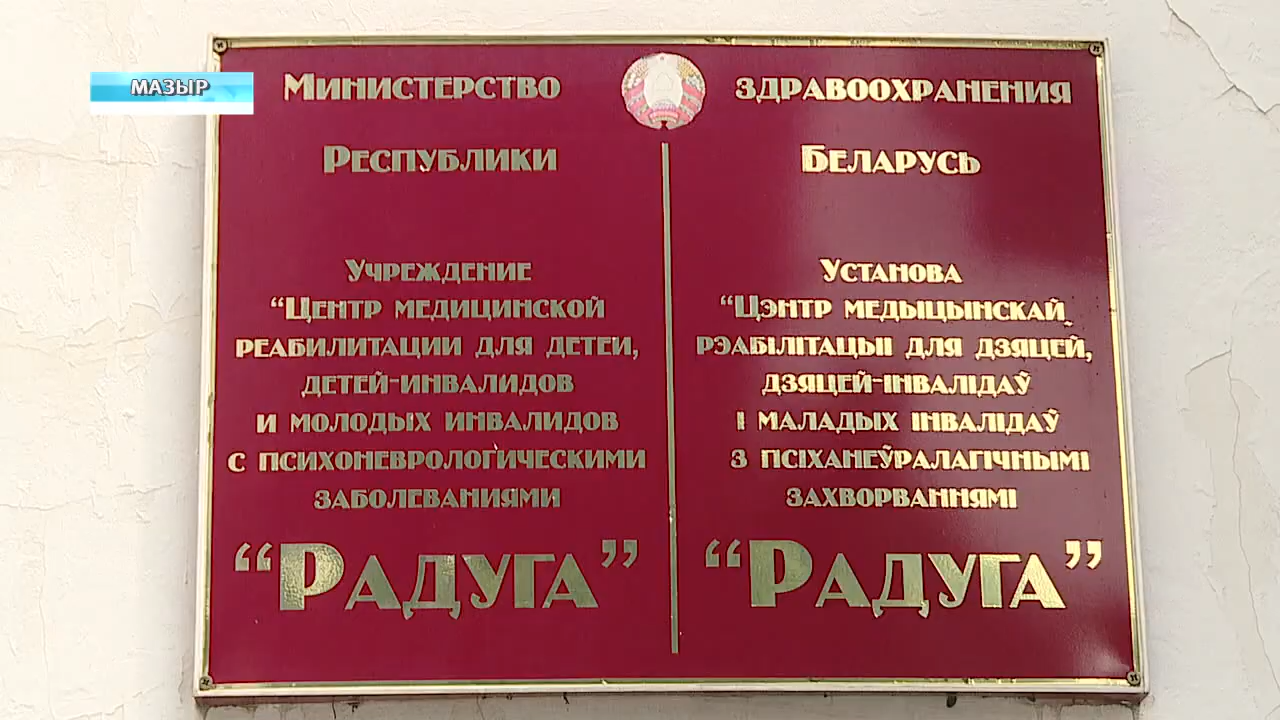 МАЗЫР
Министерство здравоохранения
Республики Беларусь
Учреждение
“Центр медицинской
реабилитации для детей,
детей-инвалидов
и молодых инвалидов
с психоневрологическими
заболеваниями
“Радуга”
Установа
“Цэнтр медыцынскай
рэабілітацыі для дзяцей,
дзяцей-інвалідаў
і маладых інвалідаў
з псіханеўралагічнымі
захворваннямі
“Радуга”